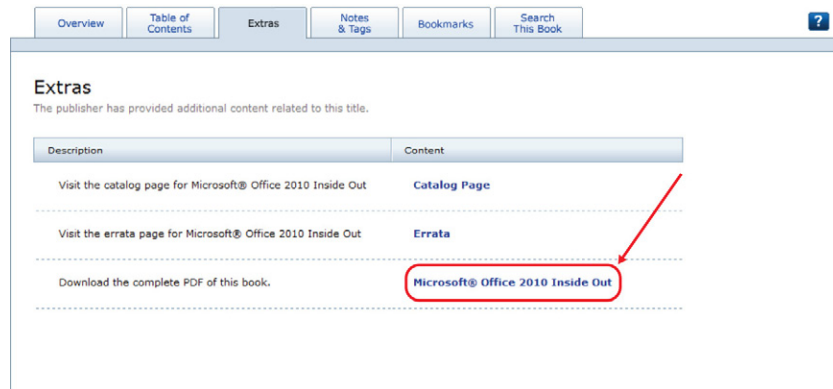 Overview
Table of
Contents
Extras
Notes
& Tags
Bookmarks
Search
This Book
?
Extras
The publisher has provided additional content related to this title.
Description Content
Visit the catalog page for Microsoft® Office 2010 Inside Out Catalog Page
Visit the errata page for Microsoft® Office 2010 Inside Out Errata
Download the complete PDF of this book. Microsoft® Office 2010 Inside Out